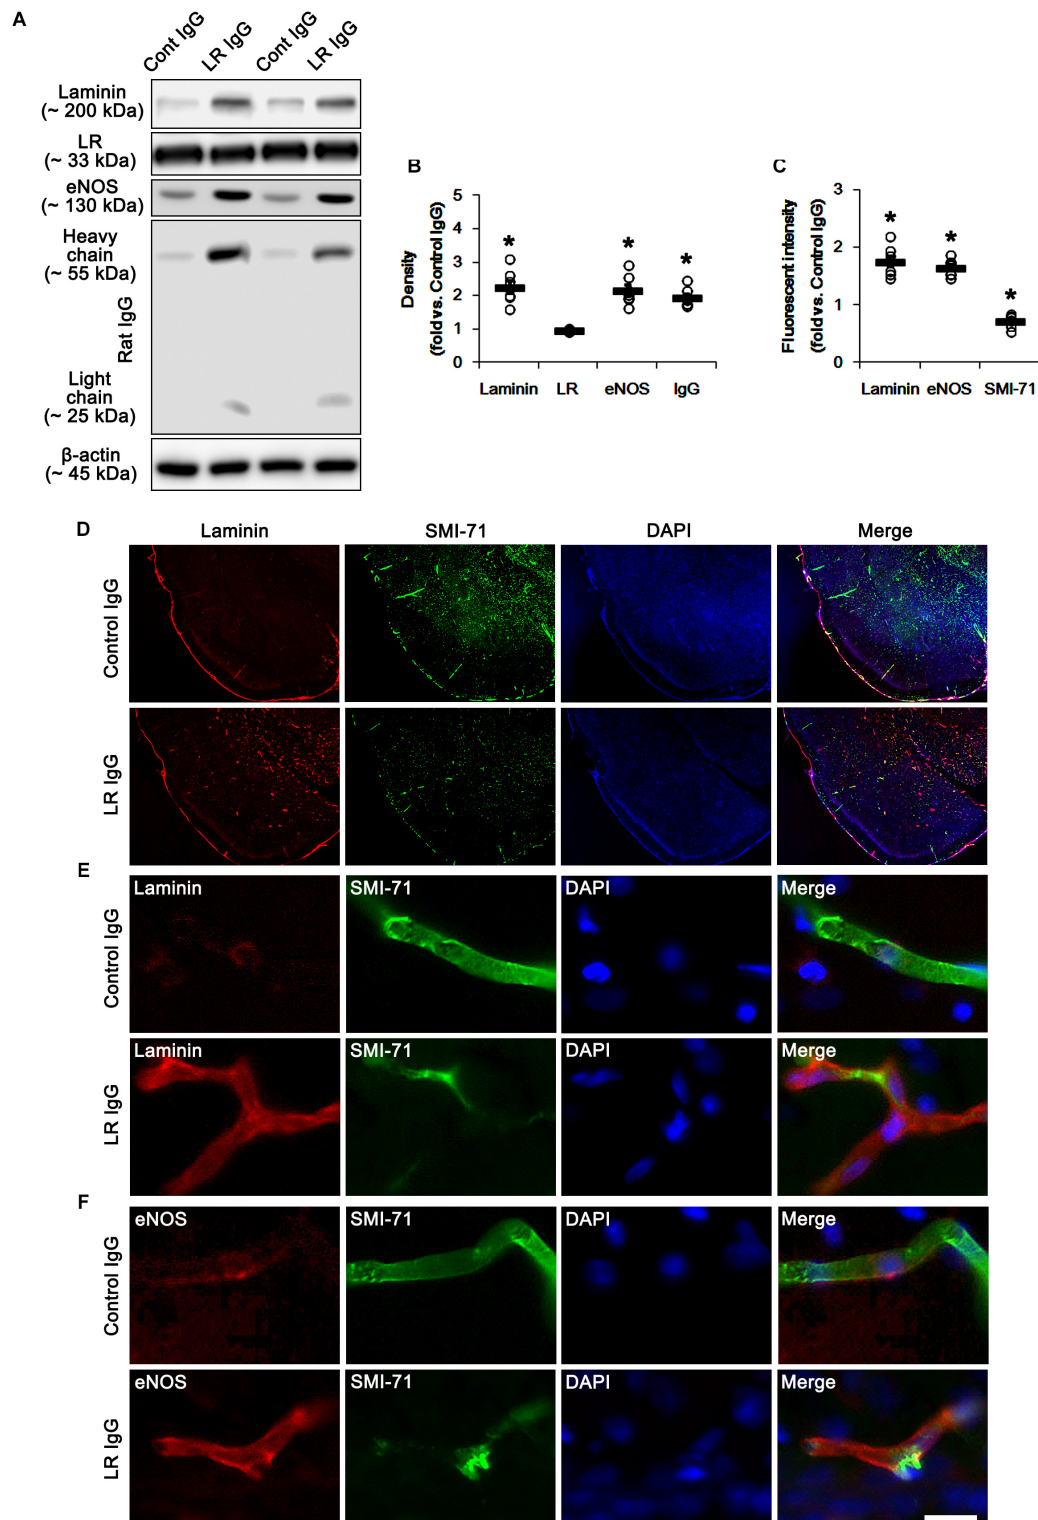 A
Cont IgG
LR IgG
Cont IgG
LR IgG
Laminin
(~ 200 kDa)
LR
(~ 33 kDa)
eNOS
(~ 130 kDa)
Heavy
chain
(~ 55 kDa)
Rat IgG
Light
chain
(~ 25 kDa)
β-actin
(~ 45 kDa)
B
Density
(fold vs. Control IgG)
5
4
3
2
1
0
* * *
Laminin LR eNOS IgG
C
Fluorescent intensity
(fold vs. Control IgG)
3
2
1
0
* * *
Laminin eNOS SMI-71
D
Laminin SMI-71 DAPI Merge
Control IgG
LR IgG
E
Control IgG
Laminin SMI-71 DAPI Merge
LR IgG
Laminin SMI-71 DAPI Merge
F
Control IgG
eNOS SMI-71 DAPI Merge
LR IgG
eNOS SMI-71 DAPI Merge